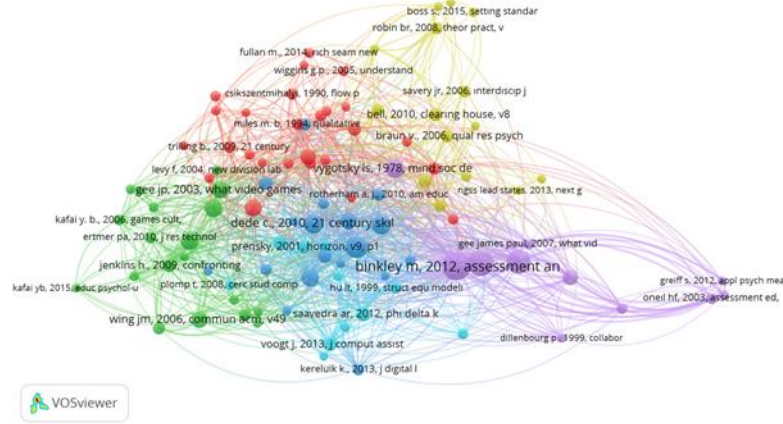 boss s., 2015, setting standar
robin br, 2008, theor pract, v
fullan m., 2014, rich seam new
wiggins g.p., 2005, understand
csikszentmihalyi, 1990, flow p
savery jr, 2006, interdiscip j
bell, 2010, clearing house, v8
miles m. b, 1994, qualitative
braun v., 2006, qual res psych
trilling b., 2009, 21 century
levy f, 2004, new division lab
vygotsky ls, 1978, mind soc de
gee jp, 2003, what video games
rotherham a. j., 2010, am educ
ngss lead states, 2013, next g
kafai y. b., 2006, games cult,
dede c., 2010, 21 century skil
ertmer pa, 2010, j res technol
prensky, 2001, horizon, v9, p1
gee james paul, 2007, what vid
jenkins h., 2009, confronting
binkley m, 2012, assessment an
kafai yb, 2015, educ psychol-u
plomp t, 2008, cerc stud comp
hu lt, 1999, struct equ modeli
greiff s, 2012, appl psych mea
oneil hf, 2003, assessment ed,
wing jm, 2006, commun acm, v49
saavedra ar, 2012, phi delta k
voogt j, 2013, j comput assist
dillenbourg p., 1999, collabor
kereluik k., 2013, j digital l
VOSviewer